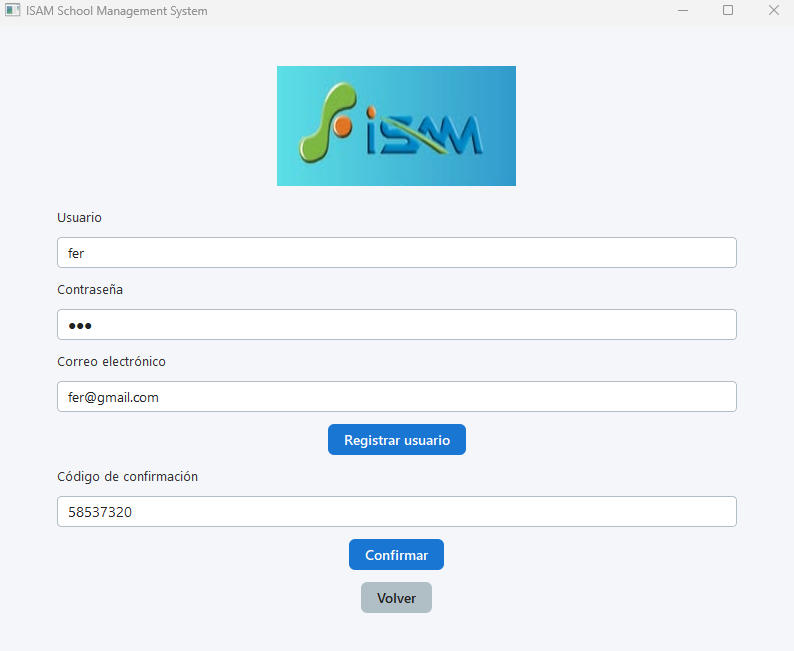 ISAM School Management System
iSAM
Usuario
fer
Contraseña
●●●
Correo electrónico
fer@gmail.com
Registrar usuario
Código de confirmación
58537320
Confirmar
Volver